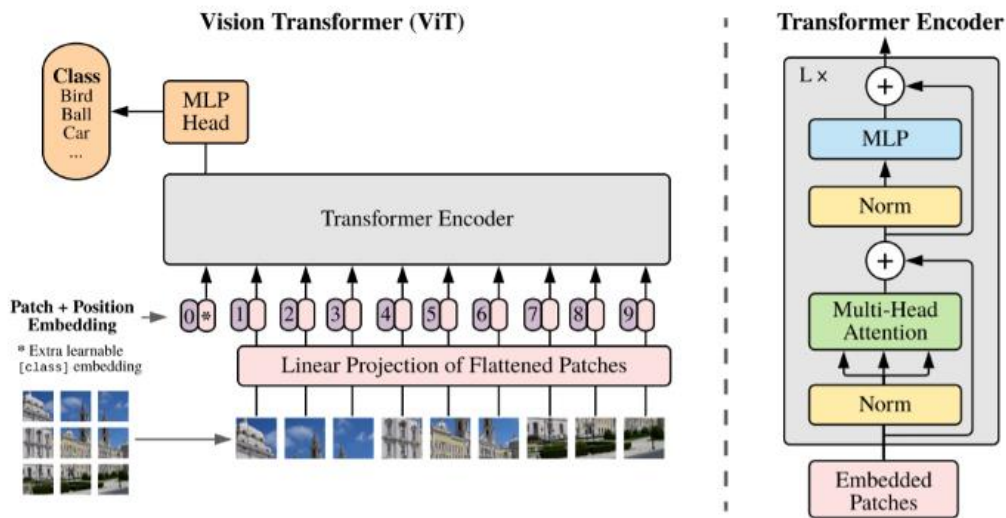 Vision Transformer (ViT)
Class
Bird
Ball
Car
...
MLP
Head
Transformer Encoder
Patch + Position
Embedding
* Extra learnable
[class] embedding
0 * 1 2 3 4 5 6 7 8 9
Linear Projection of Flattened Patches
Transformer Encoder
L ×
+
MLP
Norm
+
Multi-Head
Attention
Norm
Embedded
Patches